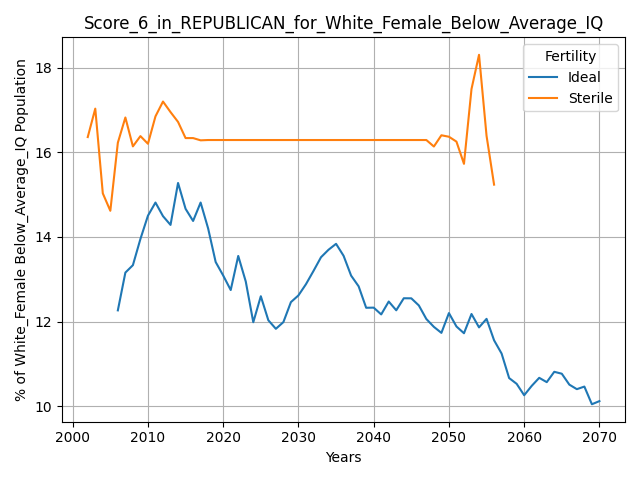 Score_6_in_REPUBLICAN_for_White_Female_Below_Average_IQ
% of White_Female Below_Average_IQ Population
18
16
14
12
10
Fertility
Ideal
Sterile
2000 2010 2020 2030 2040 2050 2060 2070
Years